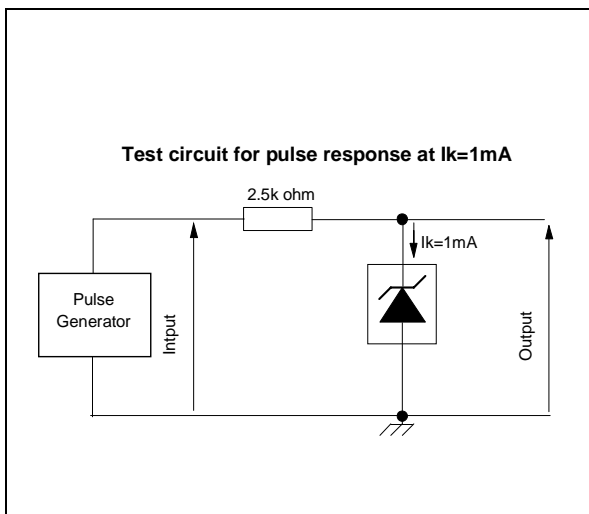 Test circuit for pulse response at Ik=1mA
2.5k ohm
Ik=1mA
Pulse
Generator
Intput
Output